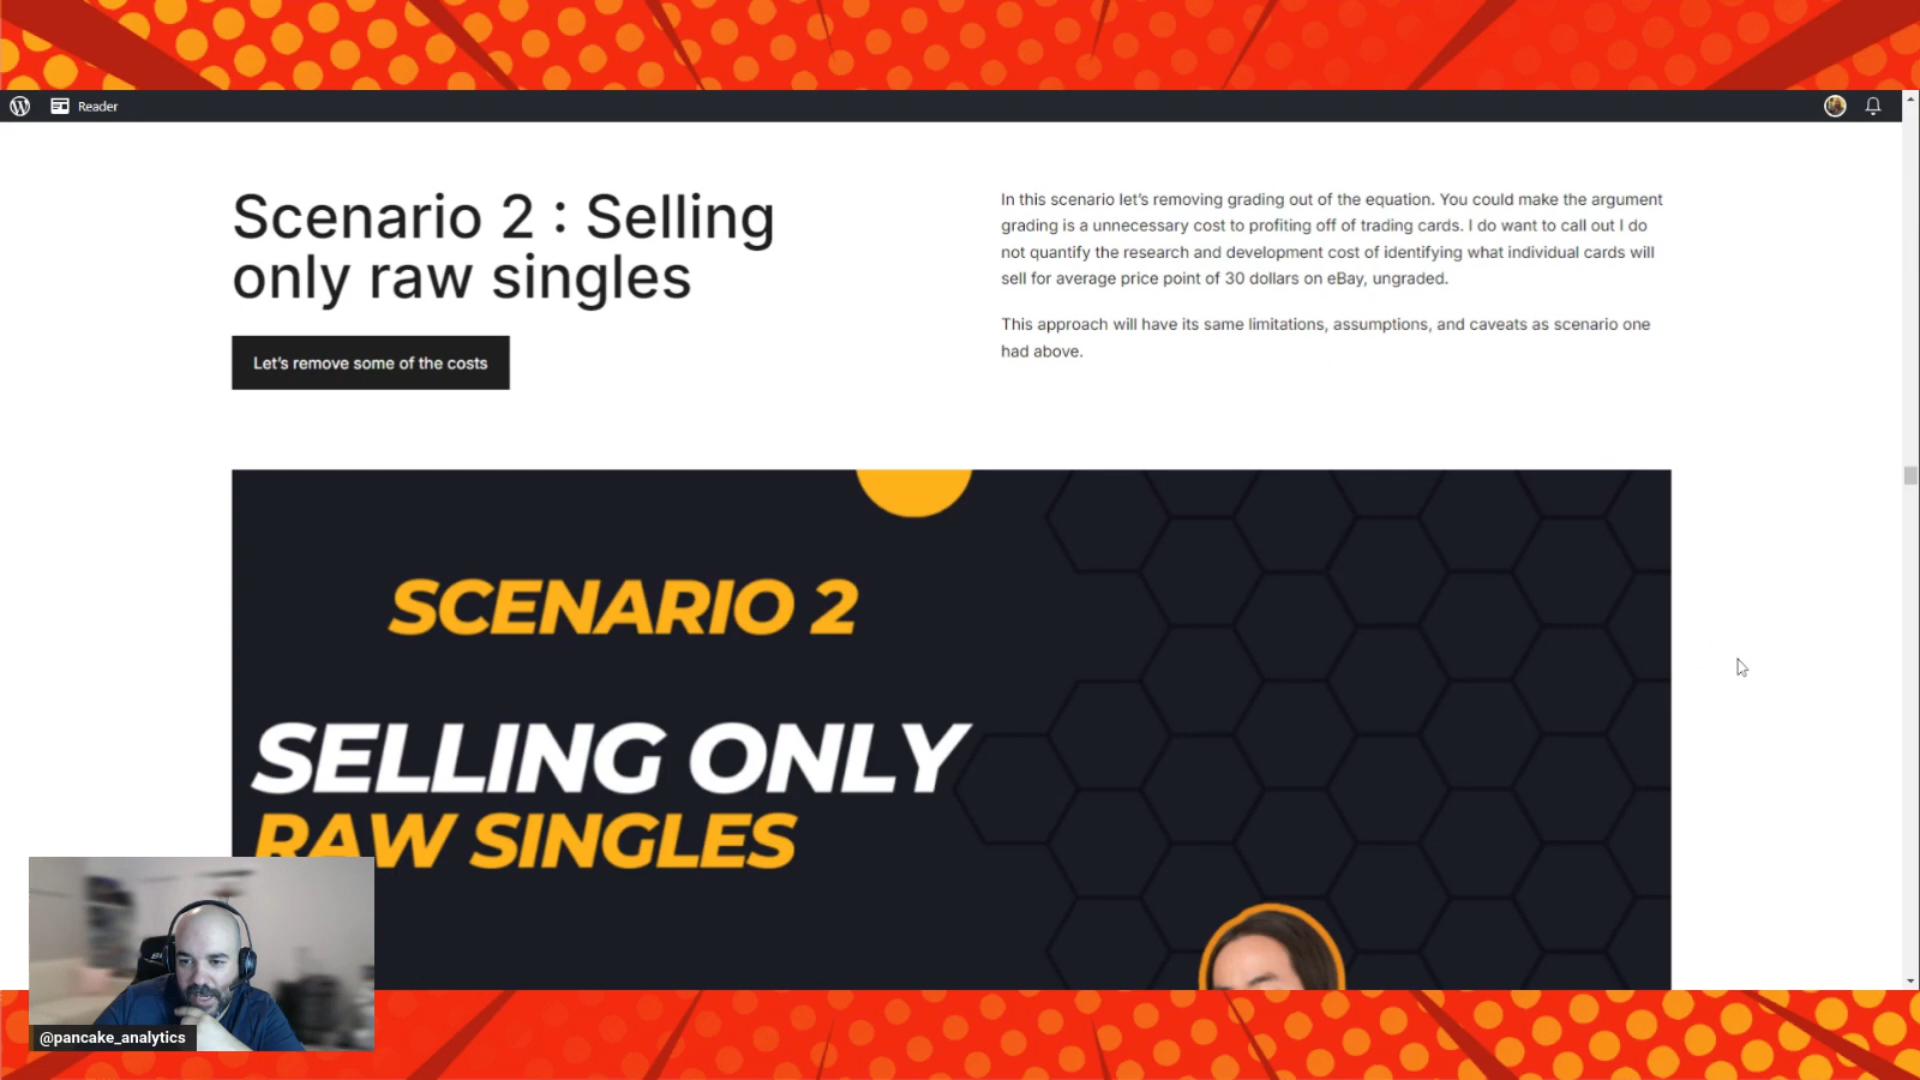 Reader
Scenario 2 : Selling
only raw singles
Let's remove some of the costs
In this scenario let's removing grading out of the equation. You could make the argument
grading is a unnecessary cost to profiting off of trading cards. I do want to call out I do
not quantify the research and development cost of identifying what individual cards will
sell for average price point of 30 dollars on eBay, ungraded.
This approach will have its same limitations, assumptions, and caveats as scenario one
had above.
SCENARIO 2
SELLING ONLY
RAW SINGLES
@pancake_analytics